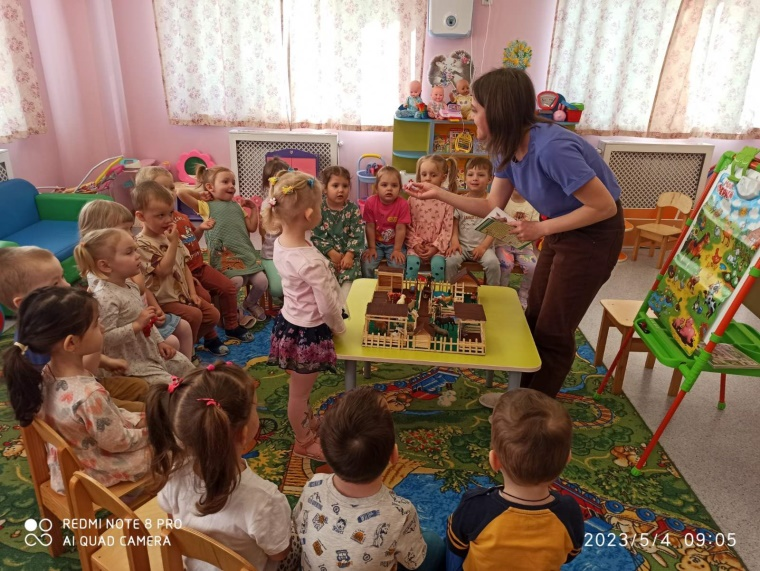 REDMI NOTE 8 PRO
AI QUAD CAMERA
2023/5/4 09:05